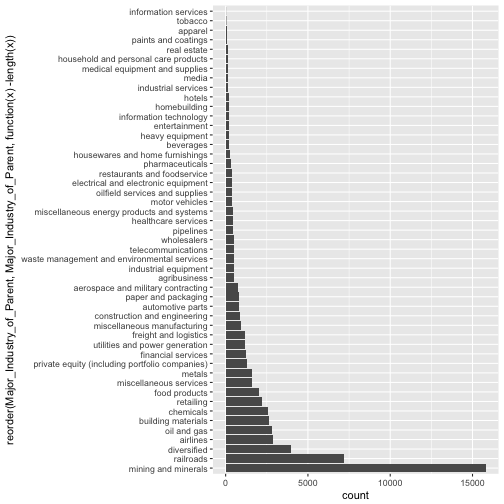 information services
tobacco
apparel
paints and coatings
real estate
household and personal care products
medical equipment and supplies
media
industrial services
hotels
homebuilding
information technology
entertainment
heavy equipment
beverages
housewares and home furnishings
pharmaceuticals
restaurants and foodservice
electrical and electronic equipment
oilfield services and supplies
motor vehicles
miscellaneous energy products and systems
healthcare services
pipelines
wholesalers
telecommunications
waste management and environmental services
industrial equipment
agribusiness
aerospace and military contracting
paper and packaging
automotive parts
construction and engineering
miscellaneous manufacturing
freight and logistics
utilities and power generation
financial services
private equity (including portfolio companies)
metals
miscellaneous services
food products
retailing
chemicals
building materials
oil and gas
airlines
diversified
railroads
mining and minerals
reorder(Major_Industry_of_Parent, Major_Industry_of_Parent, function(x) -length(x))
0 5000 10000 15000
count